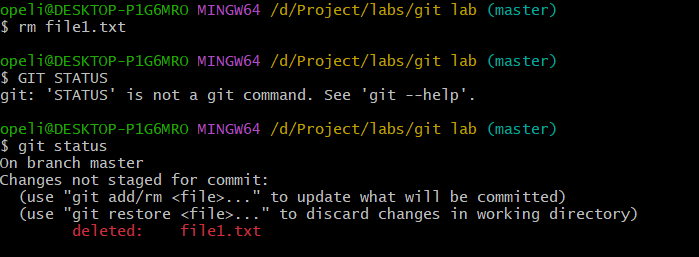 opeli@DESKTOP-P1G6MRO MINGW64 /d/Project/labs/git lab (master)
$ rm file1.txt
opeli@DESKTOP-P1G6MRO MINGW64 /d/Project/labs/git lab (master)
$ GIT STATUS
git: 'STATUS' is not a git command. See 'git --help'.
opeli@DESKTOP-P1G6MRO MINGW64 /d/Project/labs/git lab (master)
$ git status
On branch master
Changes not staged for commit:
  (use "git add/rm <file>..." to update what will be committed)
  (use "git restore <file>..." to discard changes in working directory)
        deleted:    file1.txt